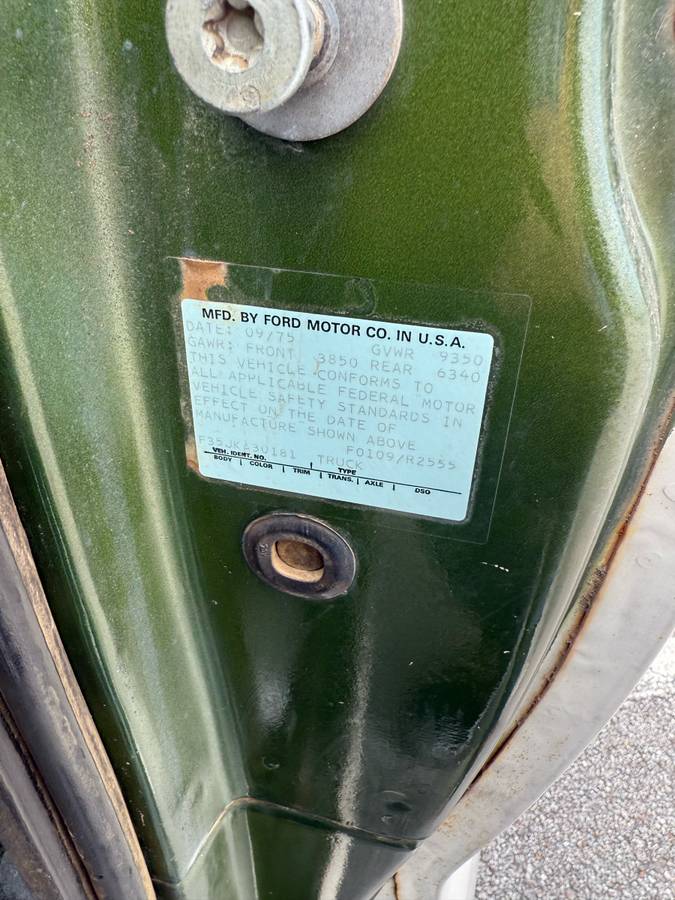 MFD. BY FORD MOTOR CO. IN U.S.A.
DATE: 09/75 GVWR 9350
GAWR: FRONT 3850 REAR 6340
THIS VEHICLE CONFORMS TO
ALL APPLICABLE FEDERAL MOTOR
VEHICLE SAFETY STANDARDS IN
EFFECT ON THE DATE OF
MANUFACTURE SHOWN ABOVE
F0109/R2555
TRUCK
VEH. IDENT. NO. TYPE
BODY COLOR TRIM TRANS. AXLE DSO